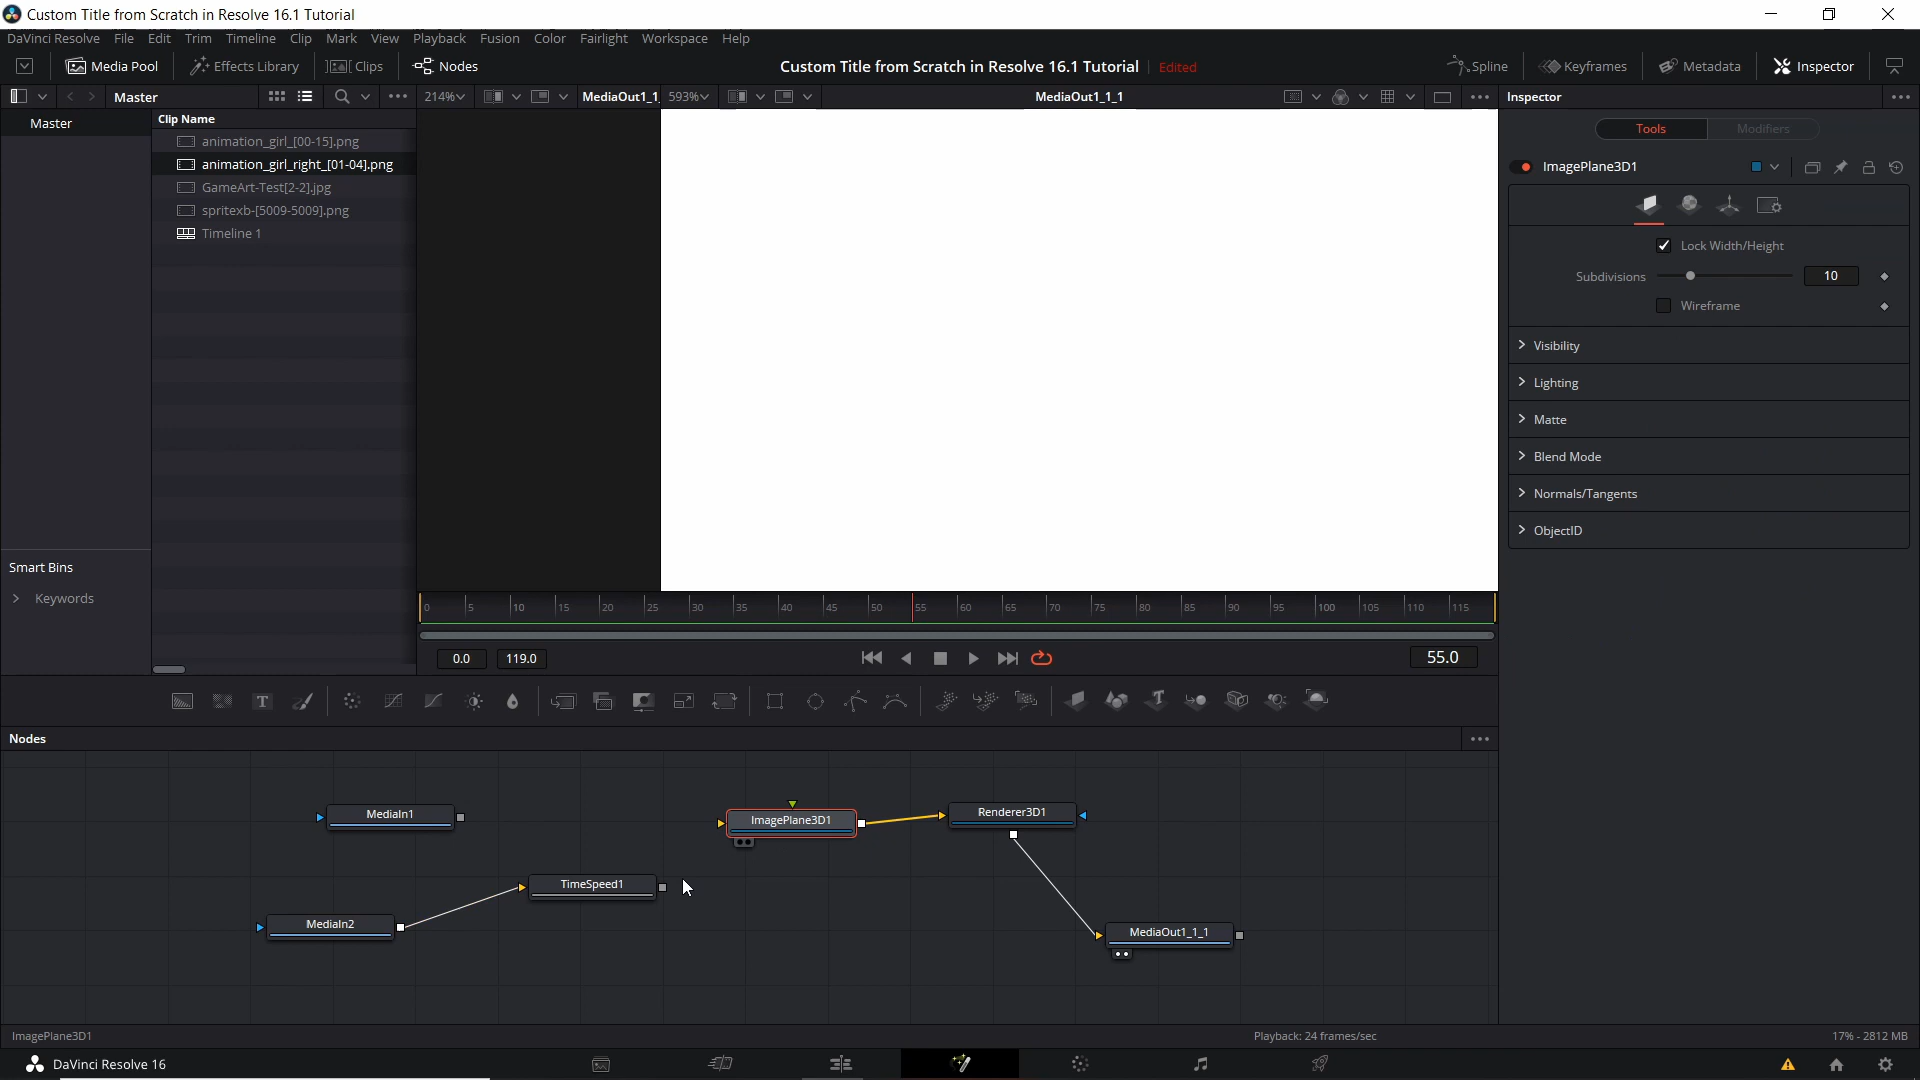 Custom Title from Scratch in Resolve 16.1 Tutorial
DaVinci Resolve File Edit Trim Timeline Clip Mark View Playback Fusion Color Fairlight Workspace Help
Media Pool Effects Library Clips Nodes Custom Title from Scratch in Resolve 16.1 Tutorial Edited Spline Keyframes Metadata Inspector
Master 214% MediaOut1_1 593% MediaOut1_1_1 Inspector
Master
Clip Name
animation_girl_[00-15].png
animation_girl_right_[01-04].png
GameArt-Test[2-2].jpg
spritexb-[5009-5009].png
Timeline 1
Smart Bins
Keywords
Tools Modifiers
ImagePlane3D1
Lock Width/Height
Subdivisions 10
Wireframe
Visibility
Lighting
Matte
Blend Mode
Normals/Tangents
ObjectID
0 5 10 15 20 25 30 35 40 45 50 55 60 65 70 75 80 85 90 95 100 105 110 115
0.0 119.0 55.0
Nodes
MediaIn1
ImagePlane3D1
Renderer3D1
TimeSpeed1
MediaIn2
MediaOut1_1_1
ImagePlane3D1 Playback: 24 frames/sec 17% - 2812 MB
DaVinci Resolve 16